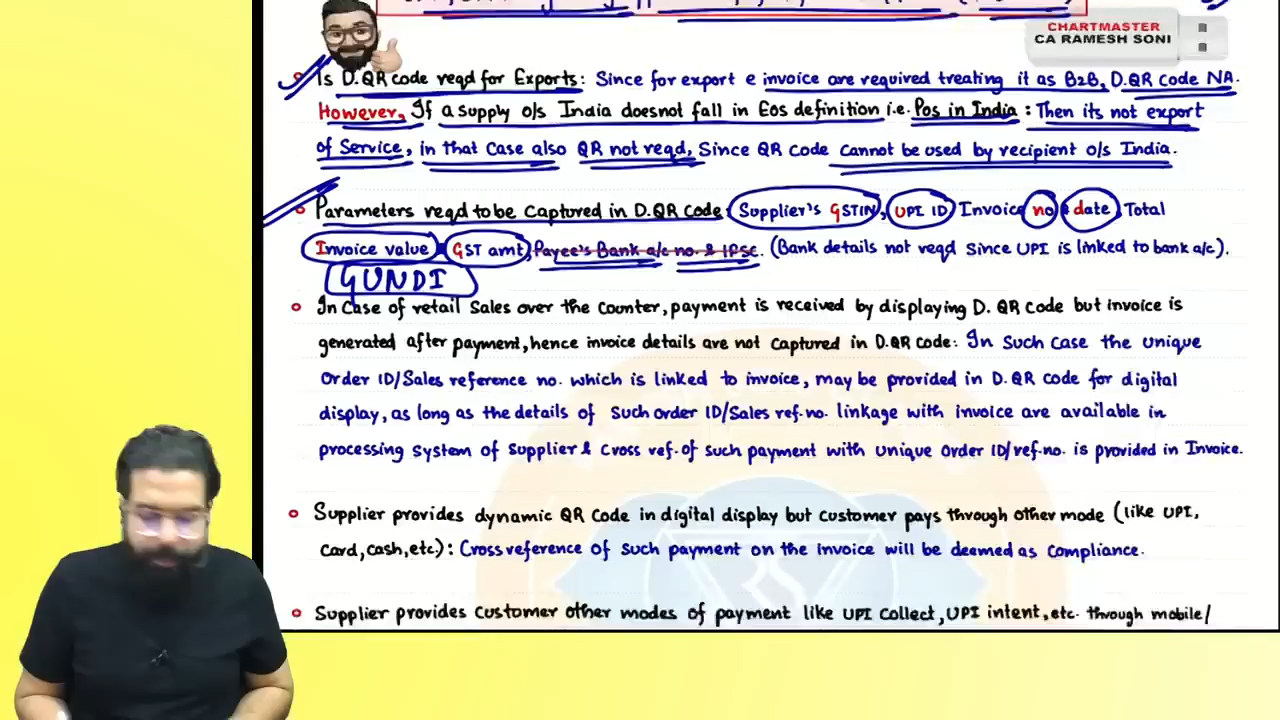 CHARTMASTER
CA RAMESH SONI
Is D.QR code reqd for Exports: Since for export e invoice are required treating it as B2B, D.QR code NA.
However, If a supply o/s India doesnot fall in EOS definition i.e. POS in India : Then its not export
of Service, in that case also QR not reqd, Since QR code cannot be used by recipient o/s India.
Parameters reqd to be Captured in D.QR Code: Supplier's GSTIN, UPI ID Invoice no & date, Total
Invoice value & GST amt, Payee's Bank a/c no. & IFSC. (Bank details not reqd Since UPI is linked to bank a/c).
GUNDI
In Case of retail Sales over the Counter, payment is received by displaying D. QR code but invoice is
generated after payment, hence invoice details are not Captured in D.QR code: In Such Case the Unique
Order ID/Sales reference no. which is linked to invoice, may be provided in D.QR code for digital
display, as long as the details of Such order ID/Sales ref. no. linkage with invoice are available in
processing System of Supplier & Cross ref. of Such payment with unique Order ID/ref. no. is provided in Invoice.
Supplier provides dynamic QR Code in digital display but customer pays through other mode (like UPI,
Card, cash, etc): Cross reference of Such payment on the Invoice will be deemed as compliance.
Supplier provides customer other modes of payment like UPI Collect, UPI intent, etc. through mobile/